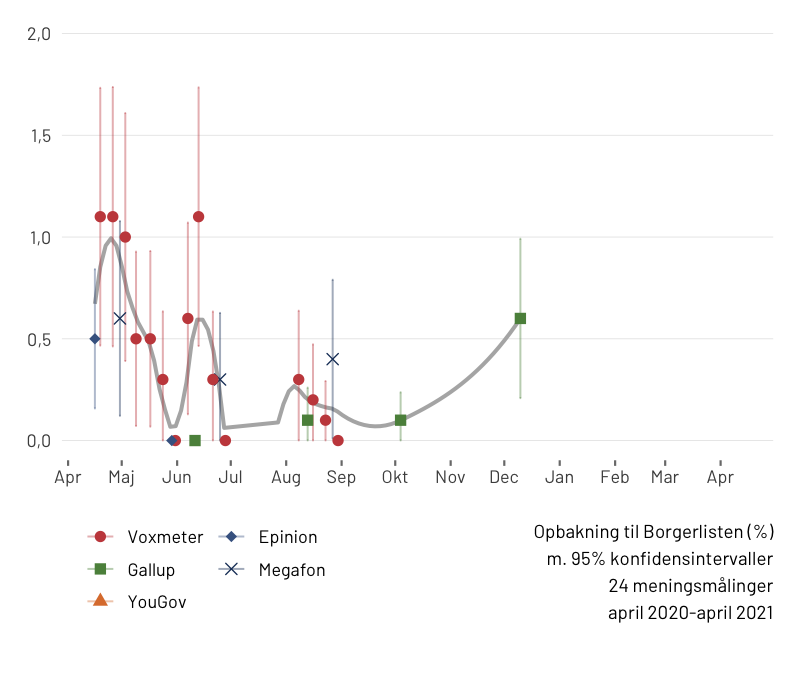 2,0
1,5
1,0
0,5
0,0
Apr Maj Jun Jul Aug Sep Okt Nov Dec Jan Feb Mar Apr
Voxmeter Epinion
Gallup Megafon
YouGov
Opbakning til Borgerlisten (%)
m. 95% konfidensintervaller
24 meningsmålinger
april 2020-april 2021